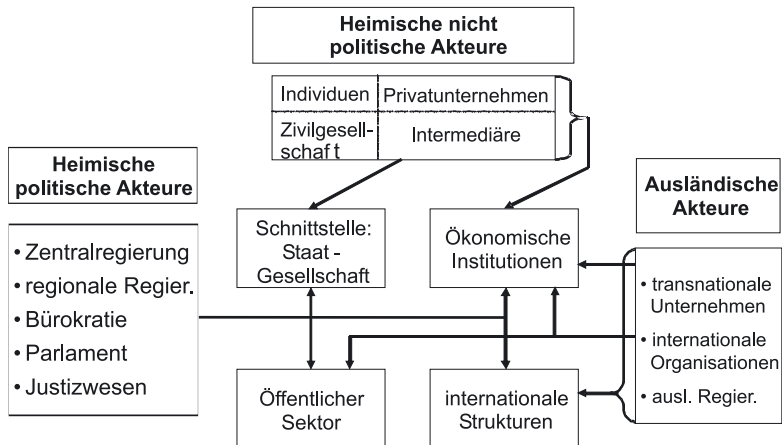 Heimische nicht
politische Akteure
Individuen Privatunternehmen
Zivilgesell-
schaft Intermediäre
Heimische
politische Akteure
• Zentralregierung
• regionale Regier.
• Bürokratie
• Parlament
• Justizwesen
Schnittstelle:
Staat -
Gesellschaft
Ökonomische
Institutionen
Ausländische
Akteure
• transnationale
Unternehmen
• internationale
Organisationen
• ausl. Regier.
Öffentlicher
Sektor
internationale
Strukturen